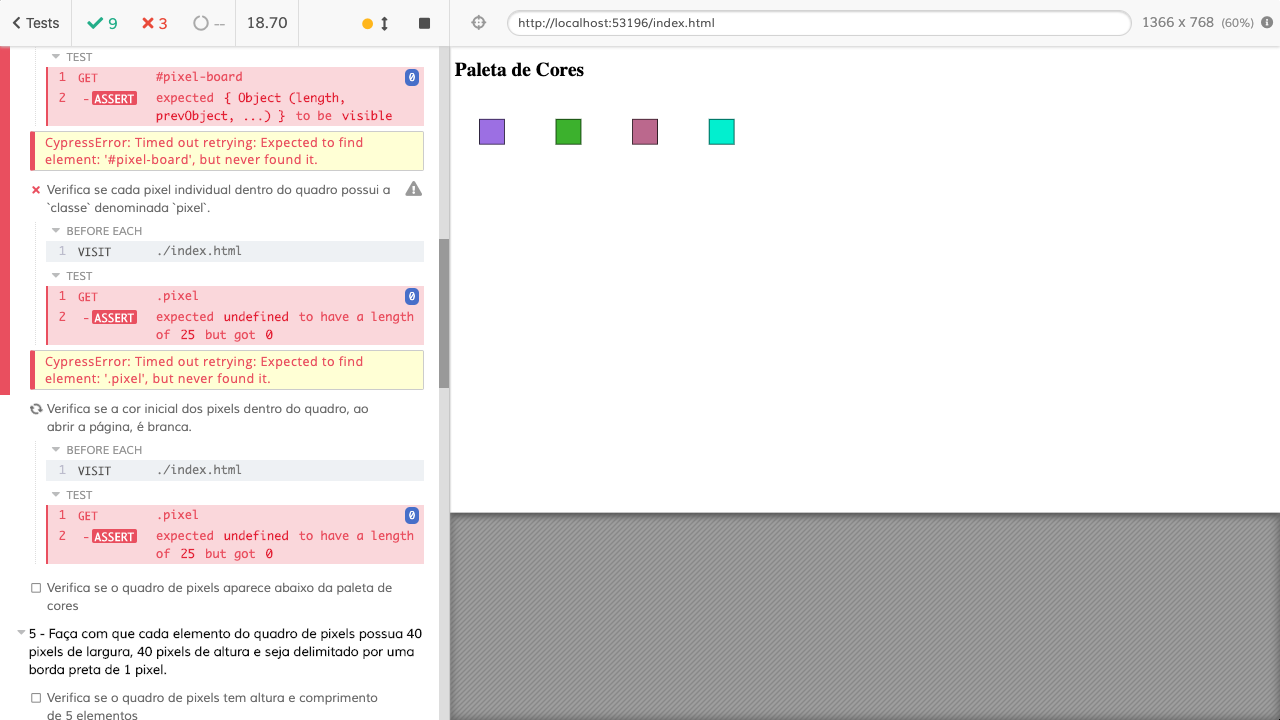 Tests 9 3 -- 18.70
http://localhost:53196/index.html 1366 x 768 (60%)
TEST
1 GET #pixel-board 0
2 -ASSERT expected { Object (length,
prevObject, ...) } to be visible
CypressError: Timed out retrying: Expected to find
element: '#pixel-board', but never found it.
Verifica se cada pixel individual dentro do quadro possui a
`classe` denominada `pixel`.
BEFORE EACH
1 VISIT ./index.html
TEST
1 GET .pixel 0
2 -ASSERT expected undefined to have a length
of 25 but got 0
CypressError: Timed out retrying: Expected to find
element: '.pixel', but never found it.
Verifica se a cor inicial dos pixels dentro do quadro, ao
abrir a página, é branca.
BEFORE EACH
1 VISIT ./index.html
TEST
1 GET .pixel 0
2 -ASSERT expected undefined to have a length
of 25 but got 0
Verifica se o quadro de pixels aparece abaixo da paleta de
cores
5 - Faça com que cada elemento do quadro de pixels possua 40
pixels de largura, 40 pixels de altura e seja delimitado por uma
borda preta de 1 pixel.
Verifica se o quadro de pixels tem altura e comprimento
de 5 elementos
Paleta de Cores